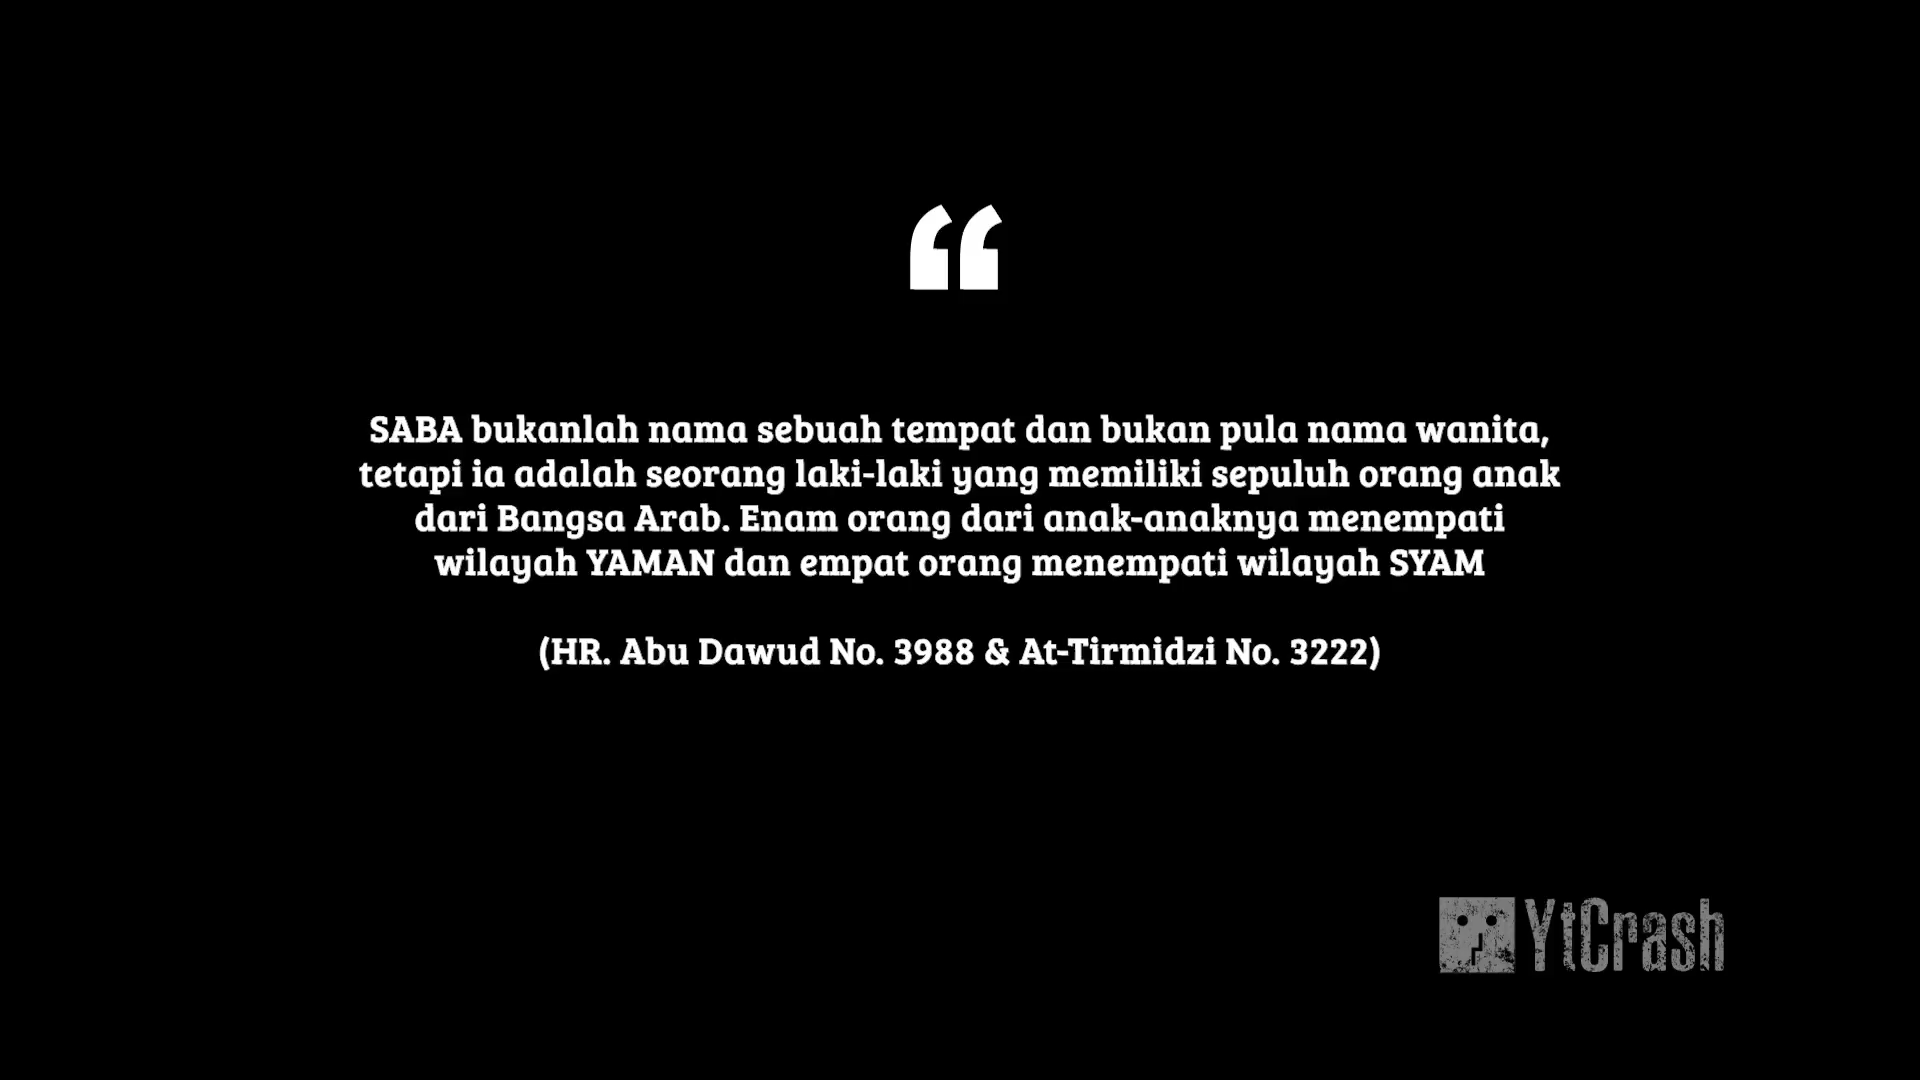 “
SABA bukanlah nama sebuah tempat dan bukan pula nama wanita,
tetapi ia adalah seorang laki-laki yang memiliki sepuluh orang anak
dari Bangsa Arab. Enam orang dari anak-anaknya menempati
wilayah YAMAN dan empat orang menempati wilayah SYAM
(HR. Abu Dawud No. 3988 & At-Tirmidzi No. 3222)
YtCrash